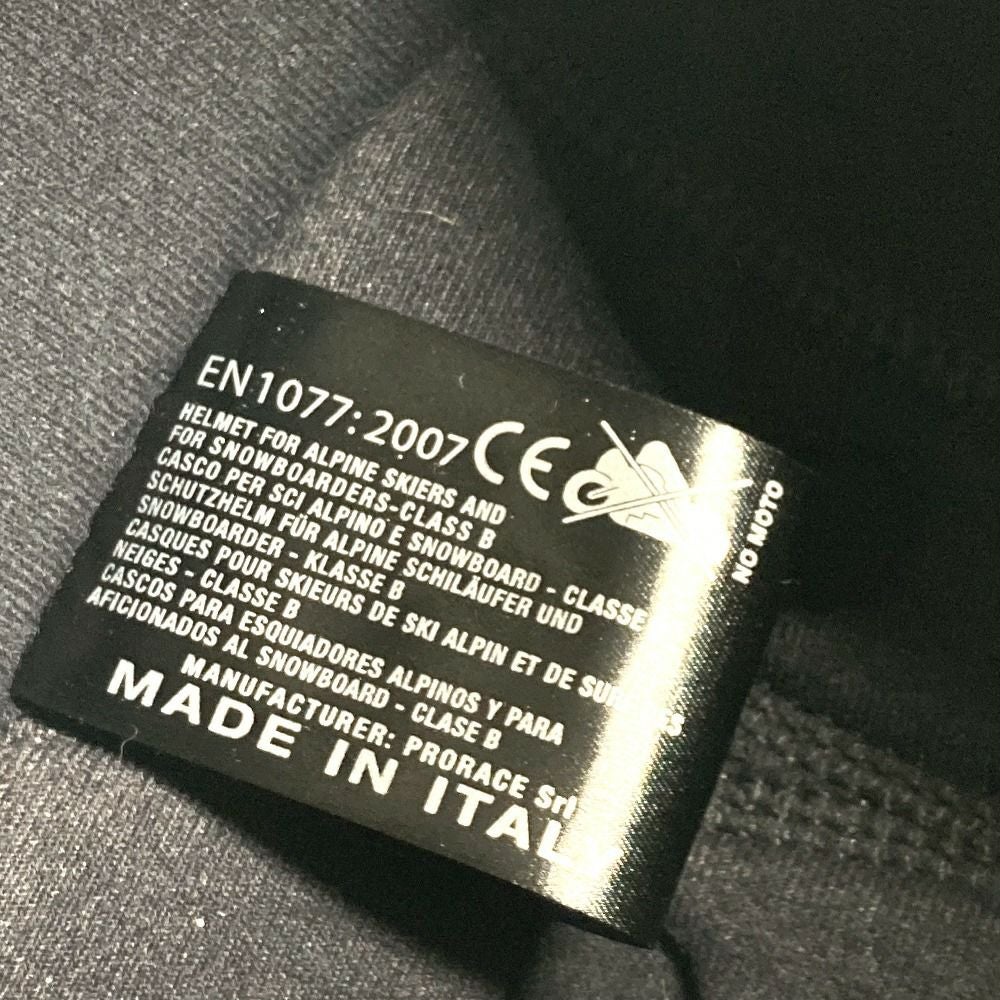 EN1077:2007 CE
NO MOTO
HELMET FOR ALPINE SKIERS AND
FOR SNOWBOARDERS-CLASS B
CASCO PER SCI ALPINO E SNOWBOARD - CLASSE
SCHUTZHELM FÜR ALPINE SCHILÄUFER UND
SNOWBOARDER - KLASSE B
CASQUES POUR SKIEURS DE SKI ALPIN ET DE
NEIGES - CLASSE B
CASCOS PARA ESQUIADORES ALPINOS Y PARA
AFICIONADOS AL SNOWBOARD - CLASE B
MANUFACTURER: PRORACE Srl
MADE IN ITALY